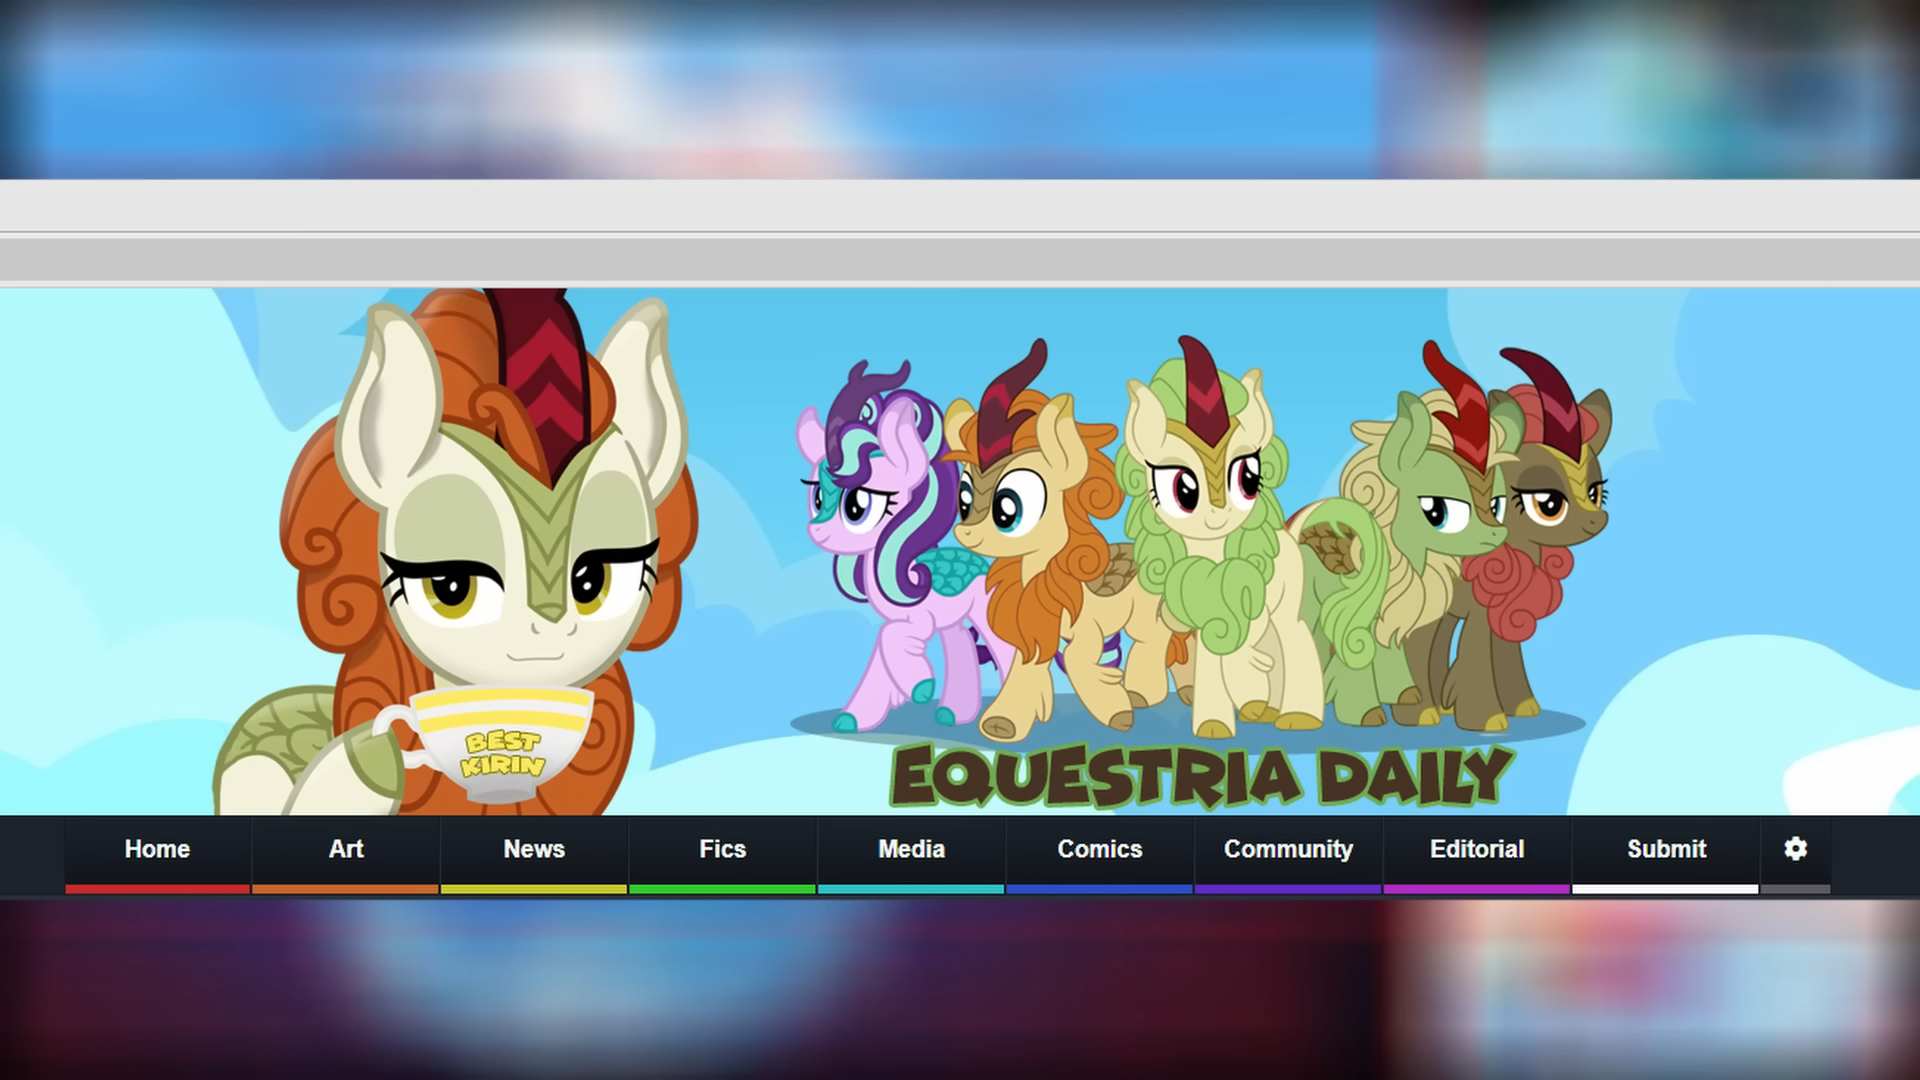 BEST
KIRIN
EQUESTRIA DAILY
Home Art News Fics Media Comics Community Editorial Submit